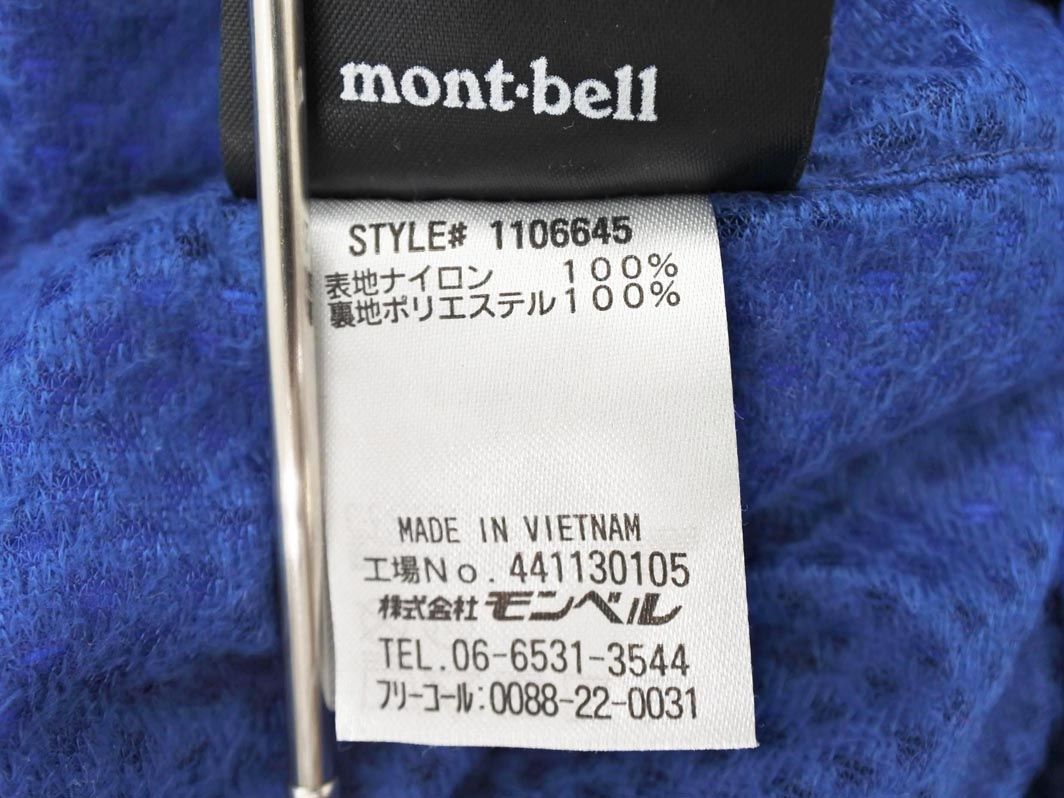 mont·bell
STYLE# 1106645
表地ナイロン 100%
裏地ポリエステル100%
MADE IN VIETNAM
工場No.441130105
株式会社モンベル
TEL.06-6531-3544
フリーコール:0088-22-0031